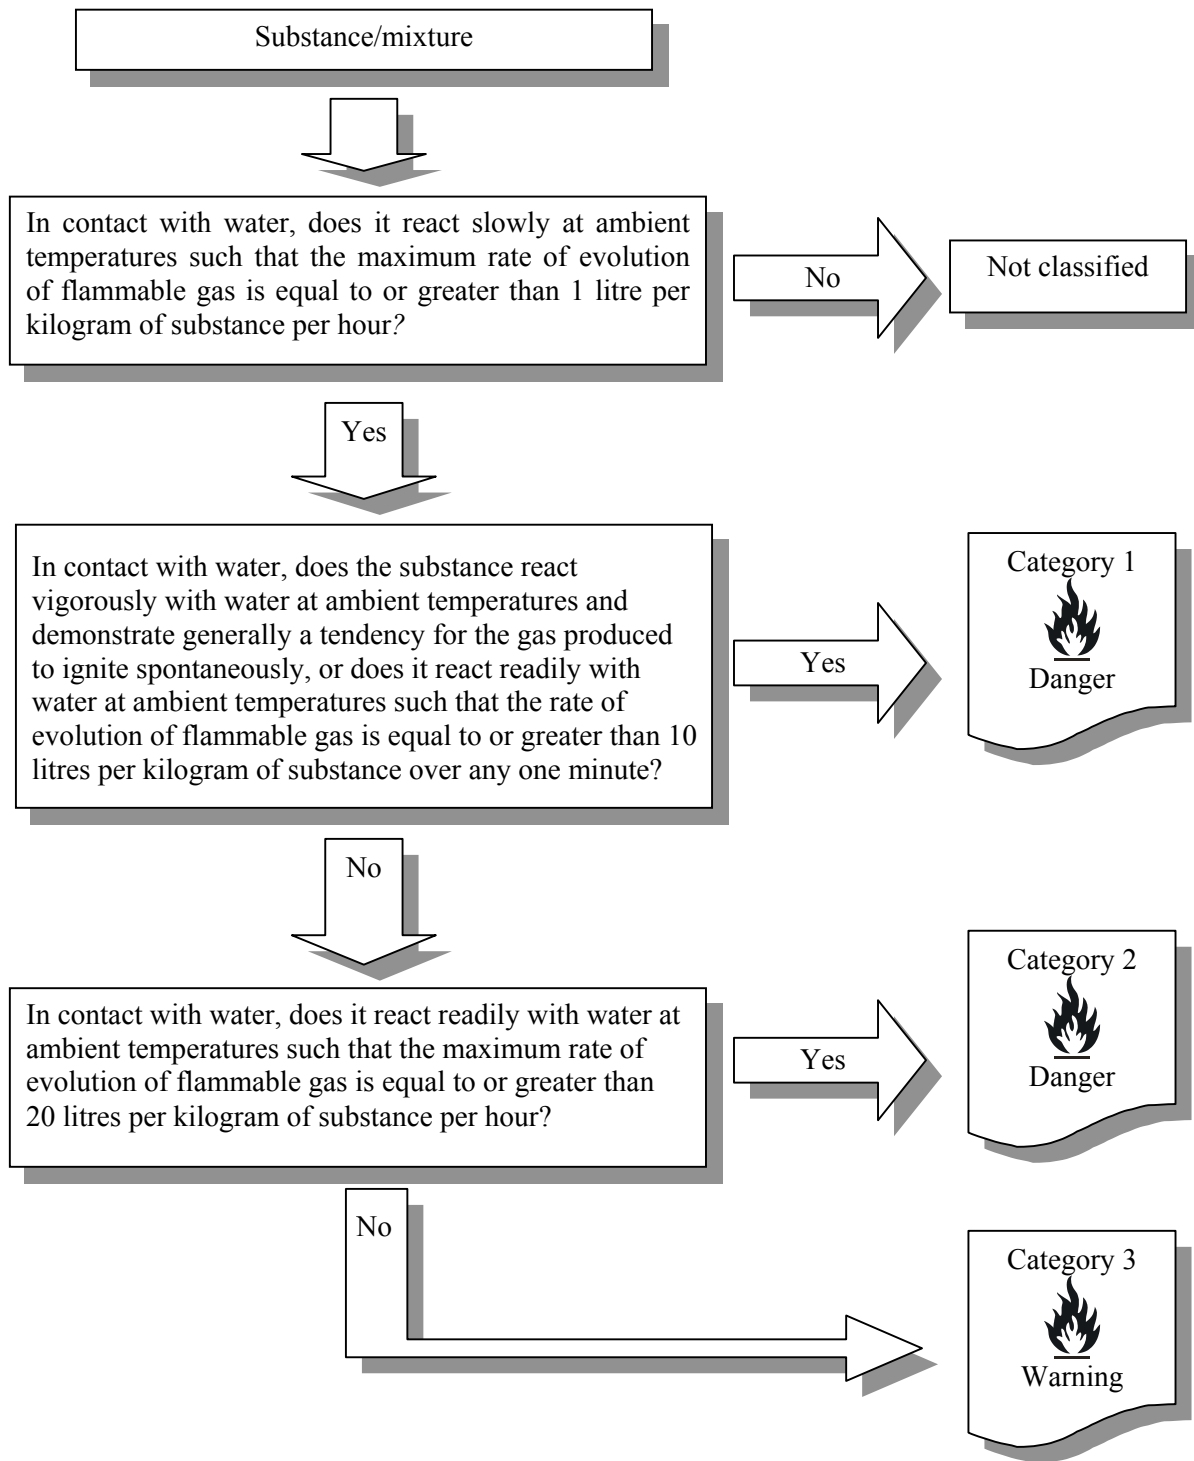 Substance/mixture
In contact with water, does it react slowly at ambient
temperatures such that the maximum rate of evolution
of flammable gas is equal to or greater than 1 litre per
kilogram of substance per hour?
No
Not classified
Yes
In contact with water, does the substance react
vigorously with water at ambient temperatures and
demonstrate generally a tendency for the gas produced
to ignite spontaneously, or does it react readily with
water at ambient temperatures such that the rate of
evolution of flammable gas is equal to or greater than 10
litres per kilogram of substance over any one minute?
Yes
Category 1
Danger
No
In contact with water, does it react readily with water at
ambient temperatures such that the maximum rate of
evolution of flammable gas is equal to or greater than
20 litres per kilogram of substance per hour?
Yes
Category 2
Danger
No
Category 3
Warning